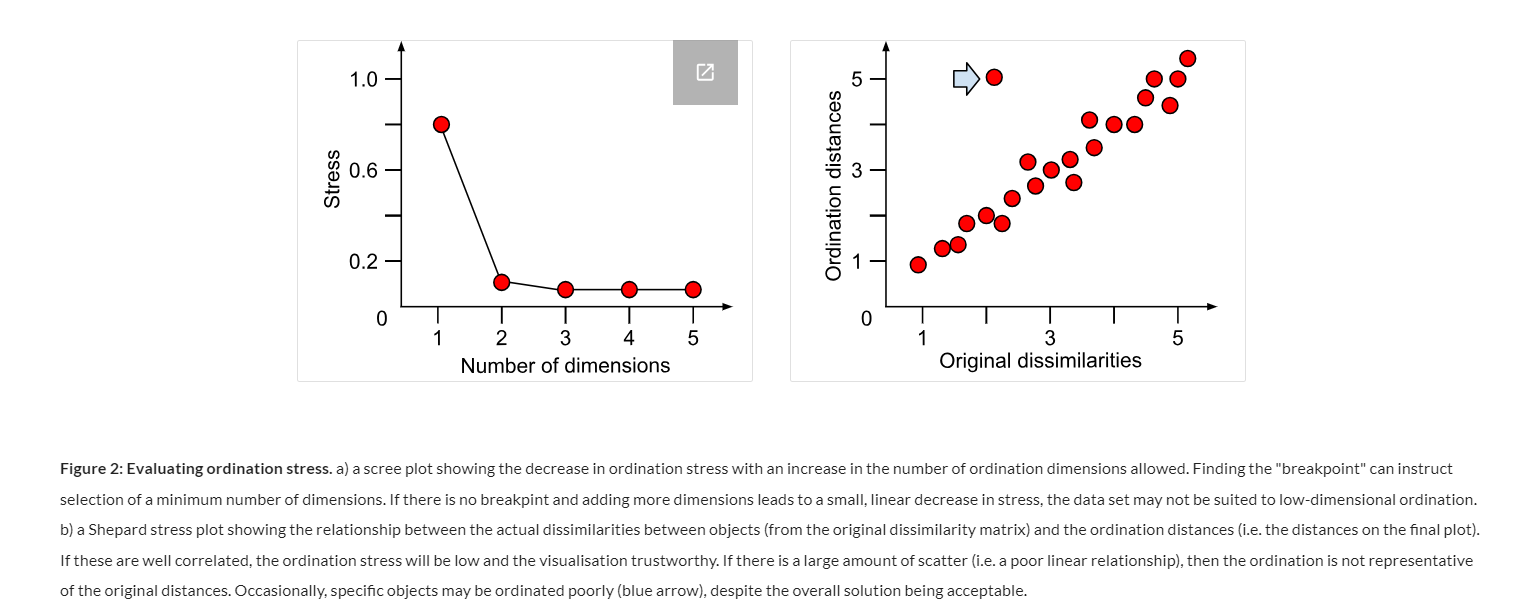 1.0
0.6
0.2
0
Stress
1 2 3 4 5
Number of dimensions
5
3
1
0
Ordination distances
1 3 5
Original dissimilarities
Figure 2: Evaluating ordination stress. a) a scree plot showing the decrease in ordination stress with an increase in the number of ordination dimensions allowed. Finding the "breakpoint" can instruct
selection of a minimum number of dimensions. If there is no breakpint and adding more dimensions leads to a small, linear decrease in stress, the data set may not be suited to low-dimensional ordination.
b) a Shepard stress plot showing the relationship between the actual dissimilarities between objects (from the original dissimilarity matrix) and the ordination distances (i.e. the distances on the final plot).
If these are well correlated, the ordination stress will be low and the visualisation trustworthy. If there is a large amount of scatter (i.e. a poor linear relationship), then the ordination is not representative
of the original distances. Occasionally, specific objects may be ordinated poorly (blue arrow), despite the overall solution being acceptable.